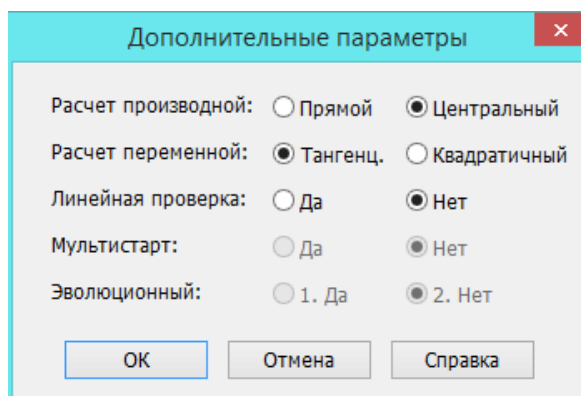 Дополнительные параметры
Расчет производной: Прямой Центральный
Расчет переменной: Тангенц. Квадратичный
Линейная проверка: Да Нет
Мультистарт: Да Нет
Эволюционный: 1. Да 2. Нет
ОК Отмена Справка